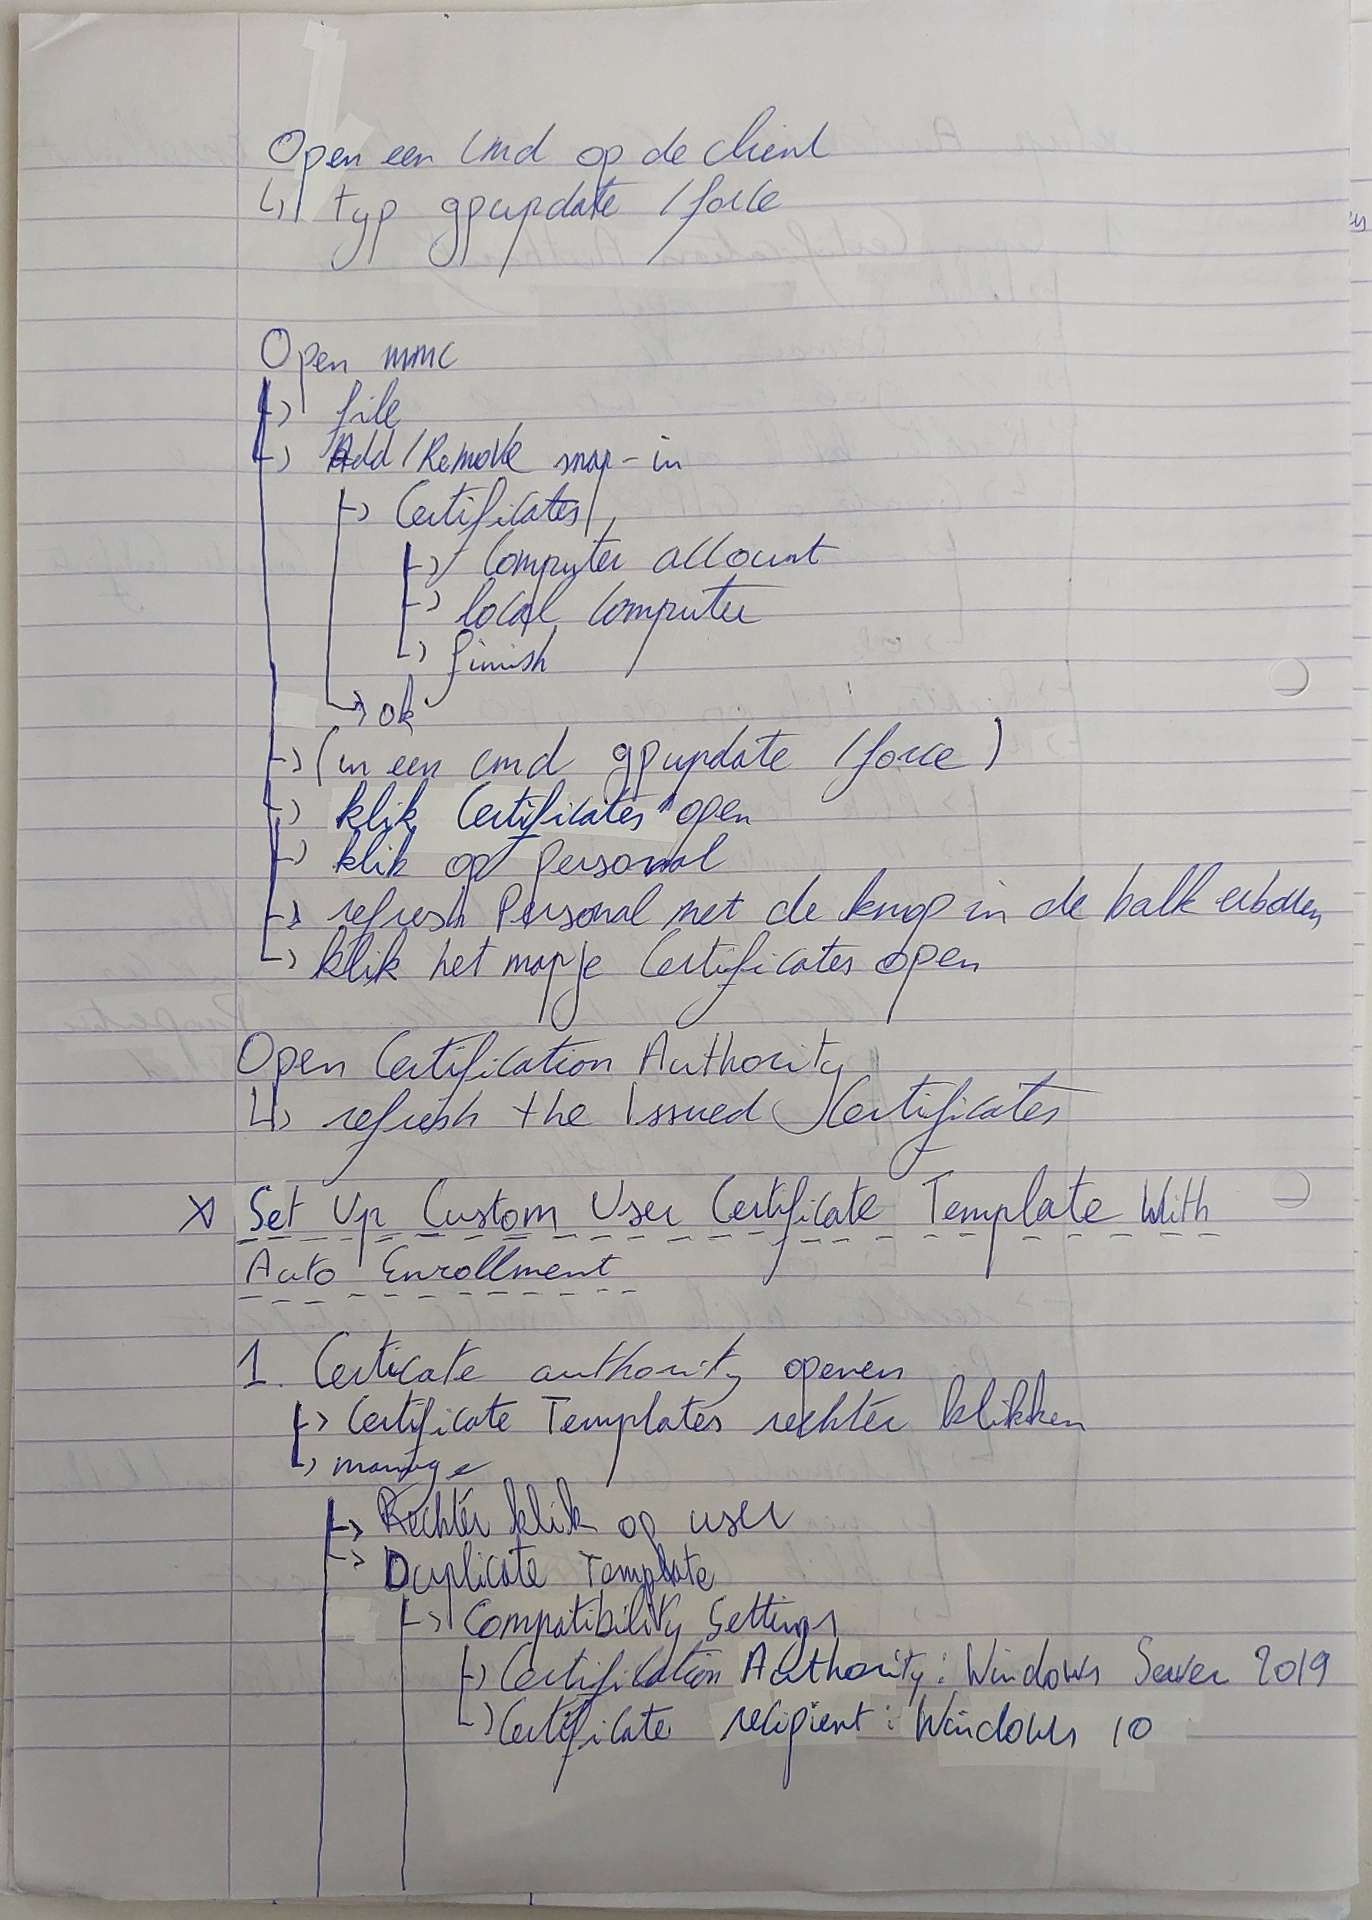 Open een cmd op de client
↳ typ gpupdate /force
Open mmc
↳ file
↳ Add/Remove snap-in
↳ Certificates
↳ Computer account
↳ local computer
↳ finish
↳ ok
↳ (in een cmd gpupdate /force)
↳ klik Certificates open
↳ klik op personal
↳ refresh Personal met de knop in de balk erboven
↳ klik het mapje Certificates open
Open Certification Authority
↳ refresh the Issued Certificates
Set Up Custom User Certificate Template With
Auto Enrollment
1. Certicate authority openen
↳ Certificate Templates rechter klikken
↳ manage
↳ Rechter klik op user
↳ Duplicate Template
↳ Compatibility Settings
↳ Certification Authority: Windows Server 2019
↳ Certificate recipient: Windows 10